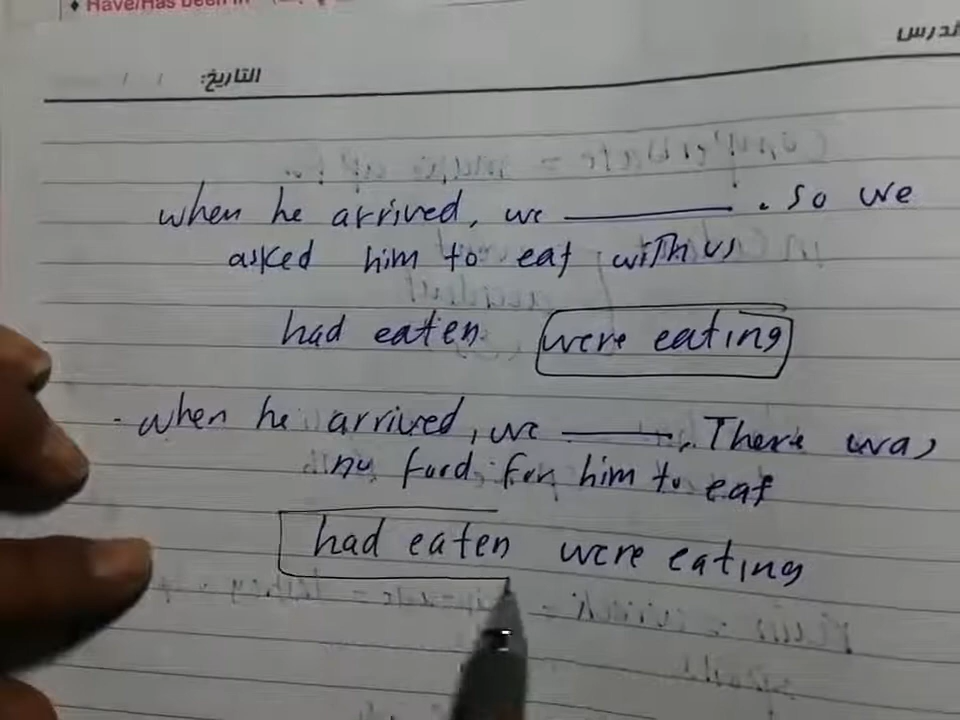 Have/Has been in
التاريخ: / /
when he arrived, we ______. so we
asked him to eat with us
had eaten were eating
- when he arrived, we ______. There was
no food for him to eat
had eaten were eating